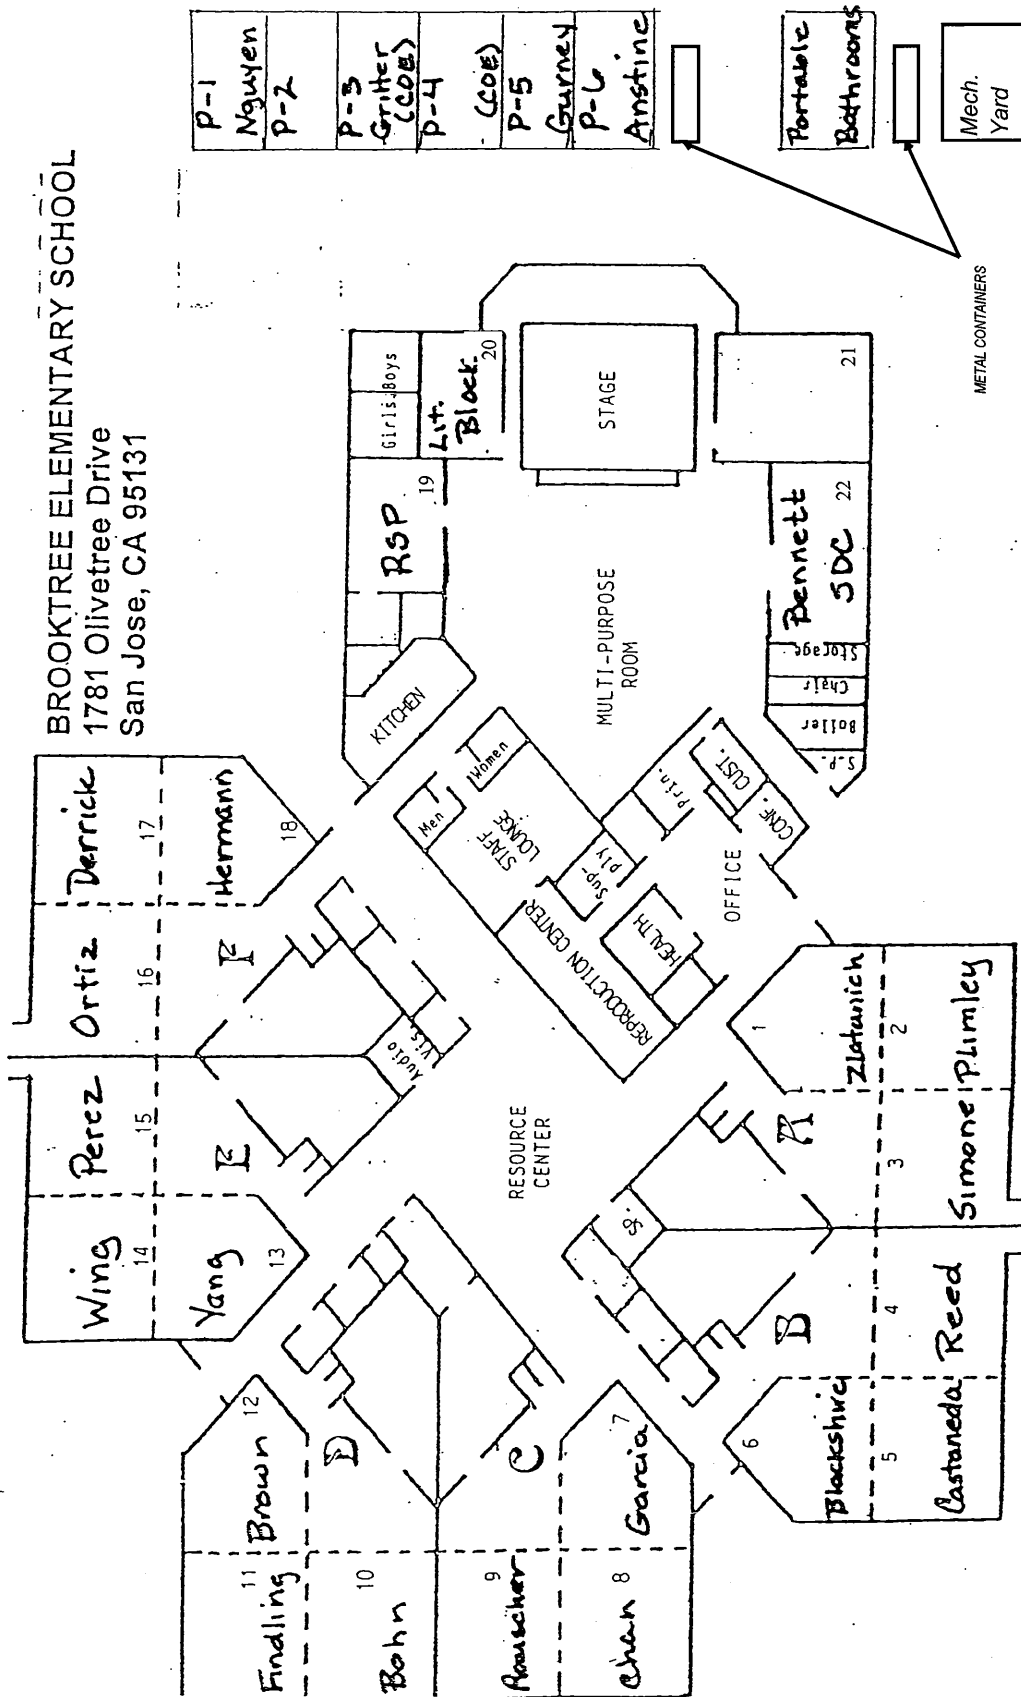 BROOKTREE ELEMENTARY SCHOOL
1781 Olivetree Drive
San Jose, CA 95131
P-1
Nguyen
P-2
P-3
Gritter
(COE)
P-4
(COE)
P-5
Gurney
P-6
Anstine
Portable
Bathrooms
Mech.
Yard
METAL CONTAINERS
Girls
Boys
Lit.
Block
20
RSP
19
KITCHEN
STAGE
MULTI-PURPOSE
ROOM
21
Bennett
SDC
22
Storage
Chair
Boiler
S.P.
Men
Women
STAFF
LOUNGE
Sup-
ply
Prin.
CUST.
CONF.
OFFICE
HEALTH
REPRODUCTION CENTER
RESOURCE
CENTER
Audio
Vis.
Derrick
17
Hermann
18
Ortiz
16
F
Perez
15
E
Wing
14
Yang
13
12
Brown
D
11
Findling
10
Bohn
9
Rauscher
C
8
Chan
7
Garcia
6
Blackshire
5
Castaneda
B
4
Reed
Sp.
A
3
Simone
1
Zlatunich
2
Plimley